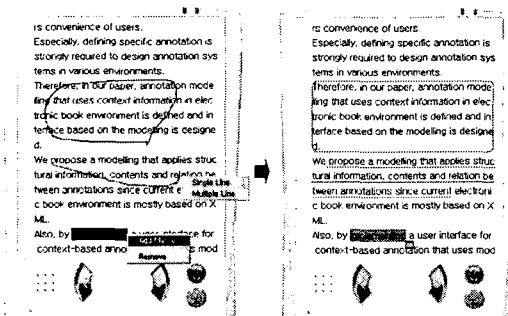 rs convenience of users.
Especially, defining specific annotation is
strongly required to design annotation sys
tems in various environments.
Therefore, in our paper, annotation mode
ling that uses context information in elec
tronic book environment is defined and in
terface based on the modeling is designe
d.
We propose a modeling that applies struc
tural information, contents and relation be
tween annotations since current e
Single Line
Multiple Line
c book environment is mostly based on X
ML.
Also, by
a user interface for
context-based anno
s mod
Remove
rs convenience of users.
Especially, defining specific annotation is
strongly required to design annotation sys
tems in various environments.
Therefore, in our paper, annotation mode
ling that uses context information in elec
tronic book environment is defined and in
terface based on the modeling is designe
d.
We propose a modeling that applies struc
tural information, contents and relation be
tween annotations since current electroni
c book environment is mostly based on X
ML.
Also, by
a user interface for
context-based annotation that uses mod